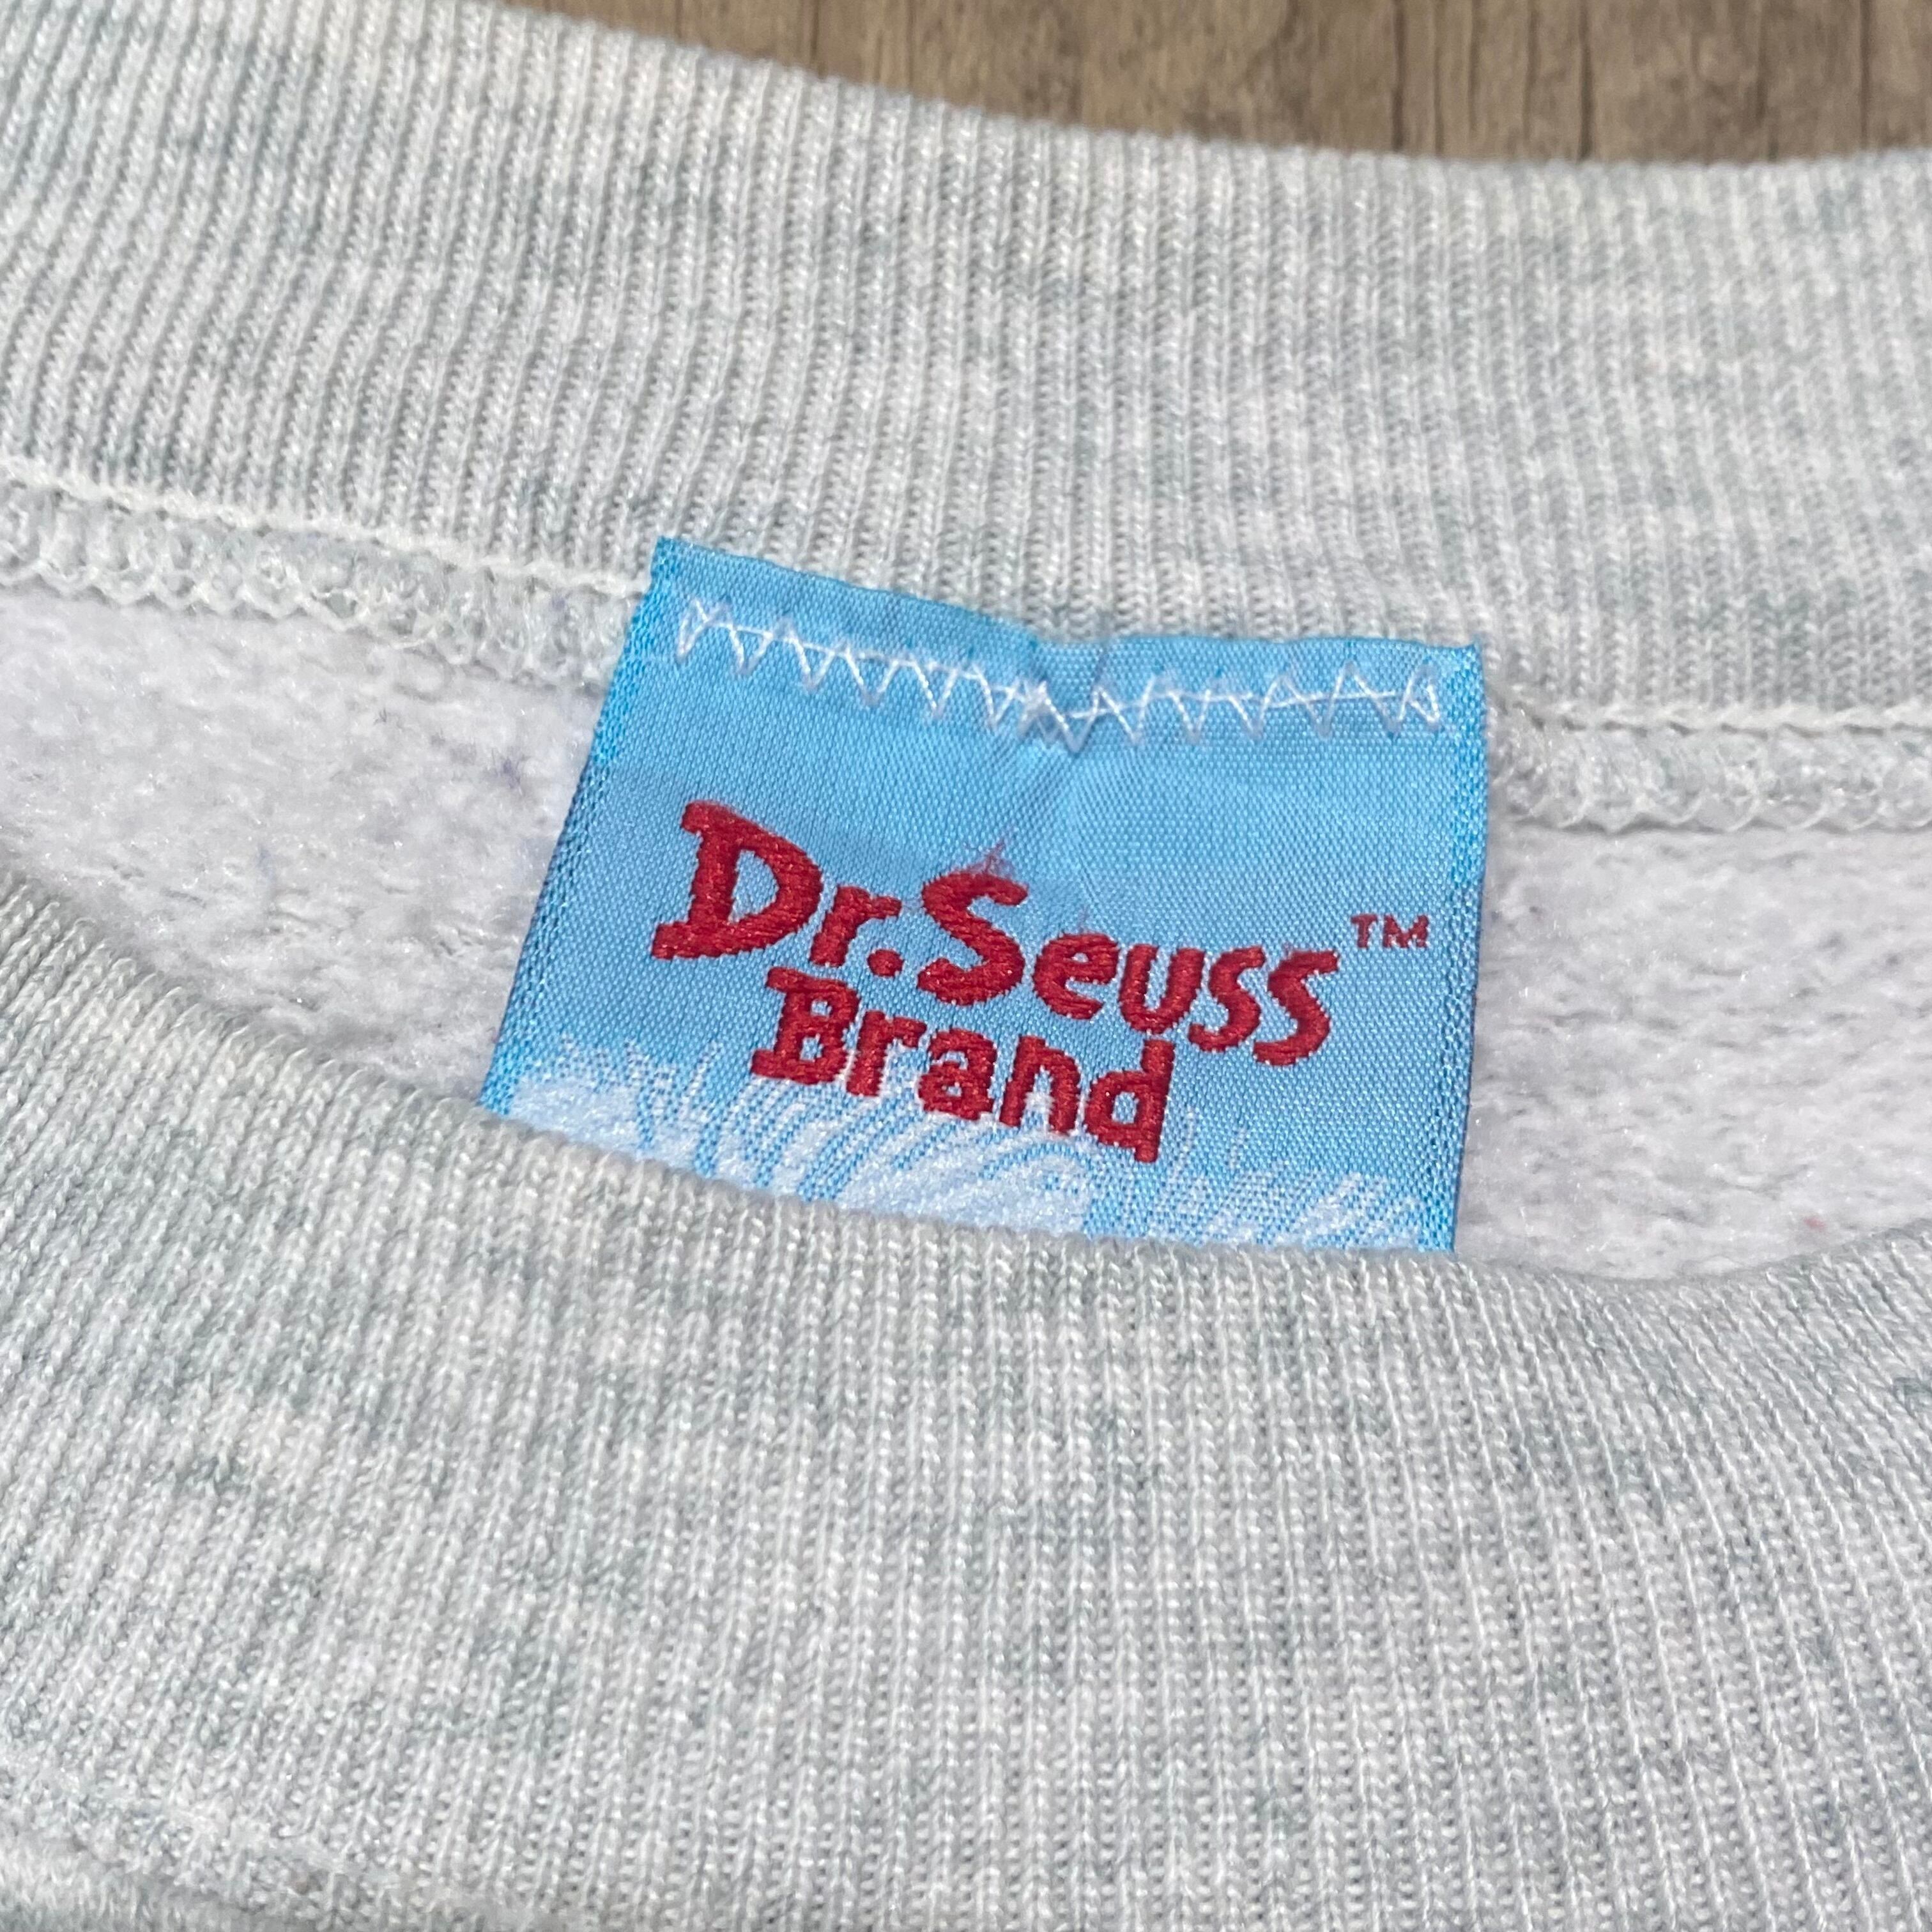 Dr. Seuss™
Brand